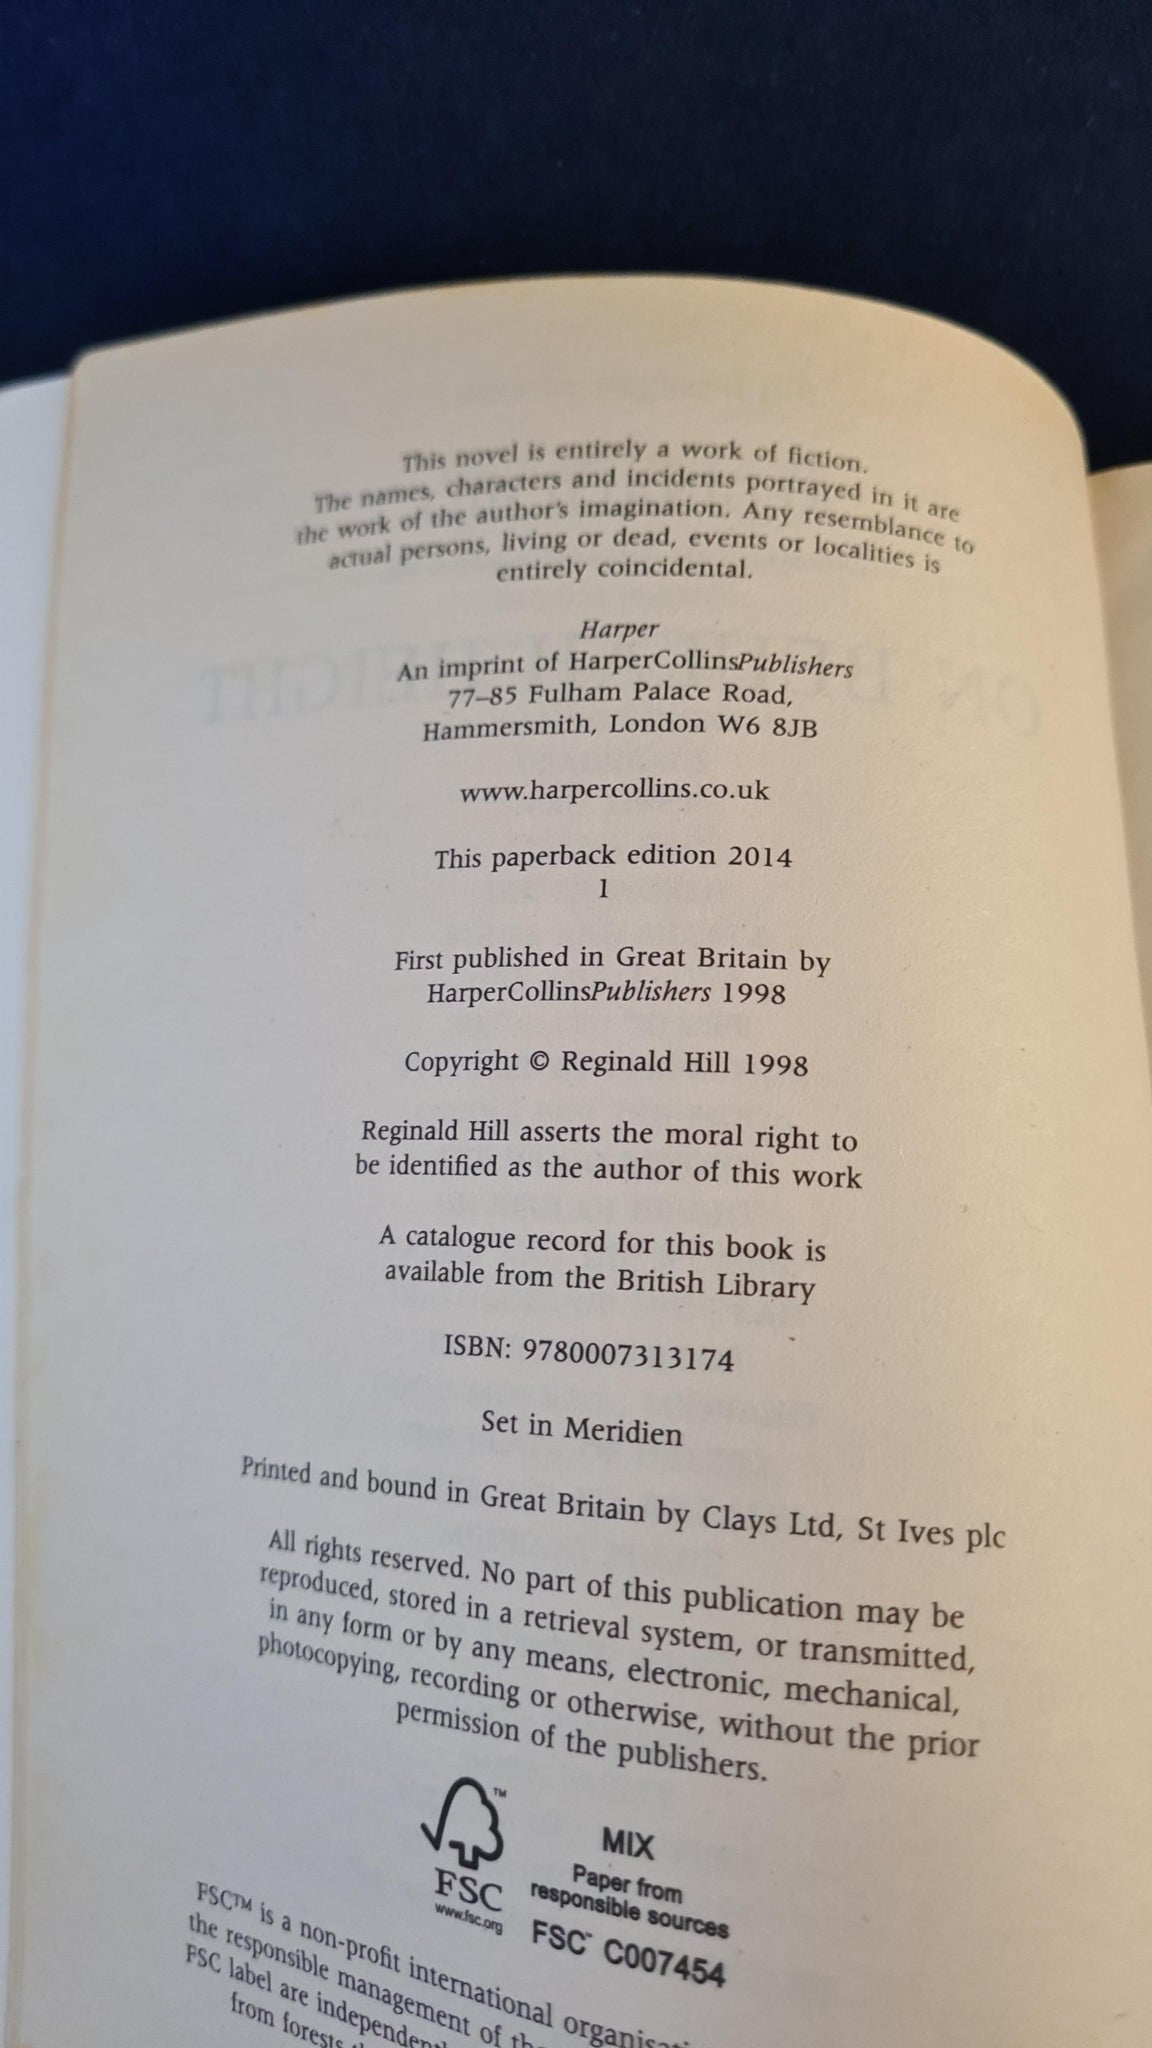 This novel is entirely a work of fiction.
The names, characters and incidents portrayed in it are
the work of the author's imagination. Any resemblance to
actual persons, living or dead, events or localities is
entirely coincidental.
Harper
An imprint of HarperCollinsPublishers
77–85 Fulham Palace Road,
Hammersmith, London W6 8JB
www.harpercollins.co.uk
This paperback edition 2014
1
First published in Great Britain by
HarperCollinsPublishers 1998
Copyright © Reginald Hill 1998
Reginald Hill asserts the moral right to
be identified as the author of this work
A catalogue record for this book is
available from the British Library
ISBN: 9780007313174
Set in Meridien
Printed and bound in Great Britain by Clays Ltd, St Ives plc
All rights reserved. No part of this publication may be
reproduced, stored in a retrieval system, or transmitted,
in any form or by any means, electronic, mechanical,
photocopying, recording or otherwise, without the prior
permission of the publishers.
™
FSC
www.fsc.org
MIX
Paper from
responsible sources
FSC™ C007454
FSC™ is a non-profit international
the responsible management of
FSC label are
from forests